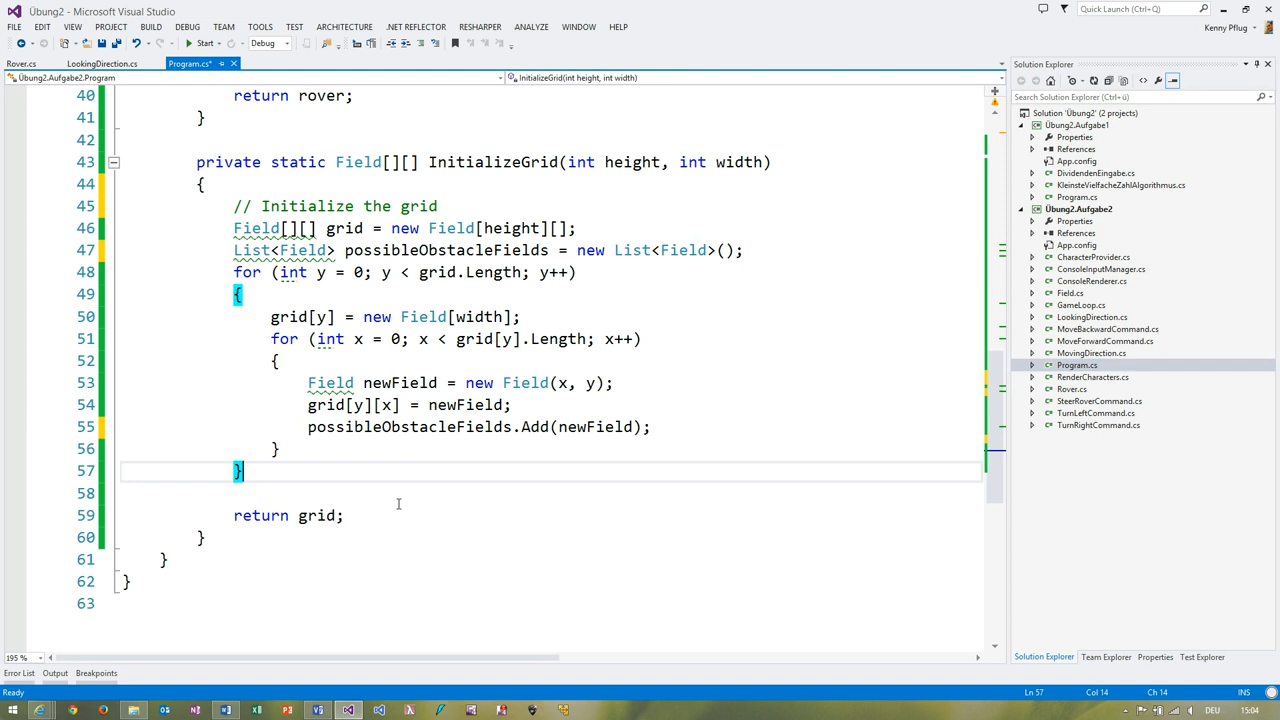 Übung2 - Microsoft Visual Studio
Quick Launch (Ctrl+Q)
FILE EDIT VIEW PROJECT BUILD DEBUG TEAM TOOLS TEST ARCHITECTURE .NET REFLECTOR RESHARPER ANALYZE WINDOW HELP
Kenny Pflug
Start Debug
Rover.cs LookingDirection.cs Program.cs*
Übung2.Aufgabe2.Program InitializeGrid(int height, int width)
40 return rover;
41 }
42
43 private static Field[][] InitializeGrid(int height, int width)
44 {
45 // Initialize the grid
46 Field[][] grid = new Field[height][];
47 List<Field> possibleObstacleFields = new List<Field>();
48 for (int y = 0; y < grid.Length; y++)
49 {
50 grid[y] = new Field[width];
51 for (int x = 0; x < grid[y].Length; x++)
52 {
53 Field newField = new Field(x, y);
54 grid[y][x] = newField;
55 possibleObstacleFields.Add(newField);
56 }
57 }
58
59 return grid;
60 }
61 }
62 }
63
195 %
Error List Output Breakpoints
Solution Explorer
Search Solution Explorer (Ctrl+ü)
Solution 'Übung2' (2 projects)
Übung2.Aufgabe1
Properties
References
App.config
DividendenEingabe.cs
KleinsteVielfacheZahlAlgorithmus.cs
Program.cs
Übung2.Aufgabe2
Properties
References
App.config
CharacterProvider.cs
ConsoleInputManager.cs
ConsoleRenderer.cs
Field.cs
GameLoop.cs
LookingDirection.cs
MoveBackwardCommand.cs
MoveForwardCommand.cs
MovingDirection.cs
Program.cs
RenderCharacters.cs
Rover.cs
SteerRoverCommand.cs
TurnLeftCommand.cs
TurnRightCommand.cs
Solution Explorer Team Explorer Properties Test Explorer
Ready Ln 57 Col 14 Ch 14 INS
DEU 15:04